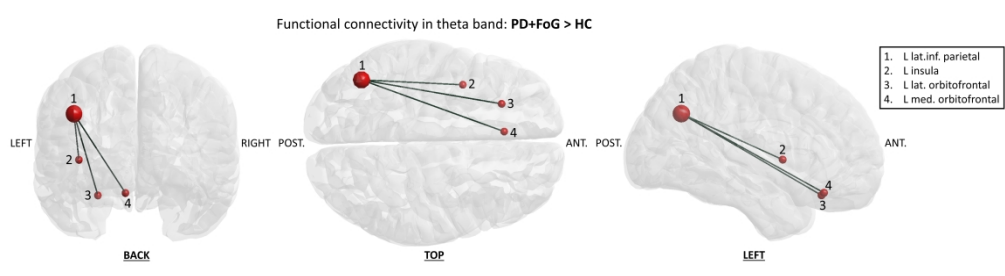 Functional connectivity in theta band: PD+FoG > HC
1
2
3
4
LEFT
RIGHT
BACK
1
2
3
4
POST.
ANT.
TOP
1
2
4
3
POST.
ANT.
LEFT
1. L lat.inf. parietal
2. L insula
3. L lat. orbitofrontal
4. L med. orbitofrontal